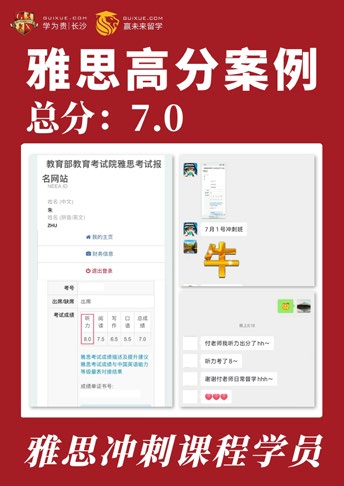 GUIXUE.COM
学为贵|长沙
GUIXUE.COM
赢未来留学
雅思高分案例
总分：7.0
教育部教育考试院雅思考试报
名网站
NEEA ID
姓名 (中文)
朱
姓名 (拼音/英文)
ZHU
我的主页
财务信息
退出登录
考号
出席/缺席 出席
考试成绩 听力 阅读 写作 口语 总成绩
8.0 7.5 6.5 5.5 7.0
雅思考试成绩描述及提升建议
雅思考试成绩与中国英语能力
等级量表对接结果
成绩单证书号:
7月1号冲刺班
牛
晚上9:16
付老师我听力出分了hh~
听力考了8~
谢谢付老师日常督学hhh~
雅思冲刺课程学员